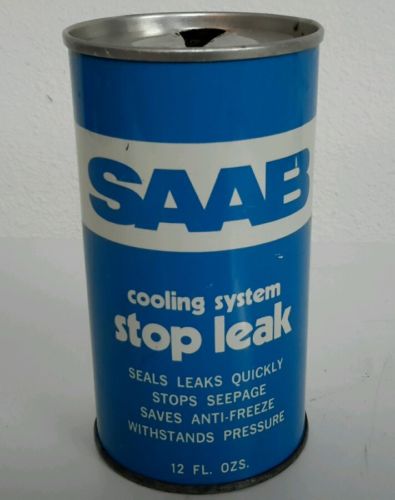 SAAB
cooling system
stop leak
SEALS LEAKS QUICKLY
STOPS SEEPAGE
SAVES ANTI-FREEZE
WITHSTANDS PRESSURE
12 FL. OZS.